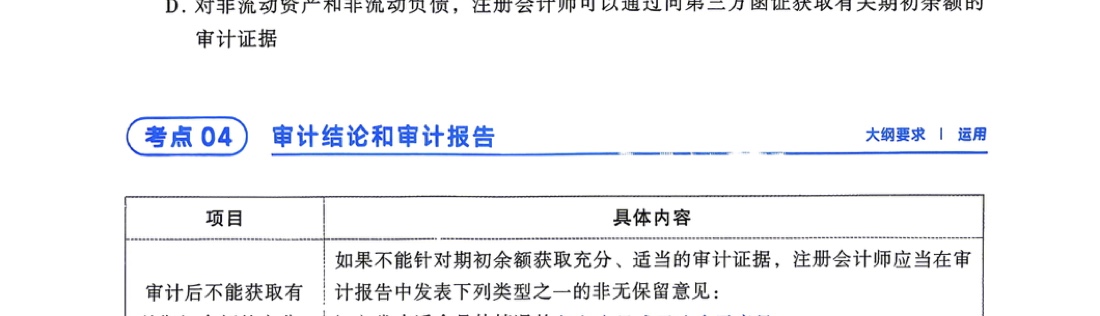 D. 对非流动资产和非流动负债，注册会计师可以通过向第三方函证获取有关期初余额的
审计证据
考点 04 审计结论和审计报告 大纲要求 | 运用
项目 具体内容
如果不能针对期初余额获取充分、适当的审计证据，注册会计师应当在审
审计后不能获取有 计报告中发表下列类型之一的非无保留意见：